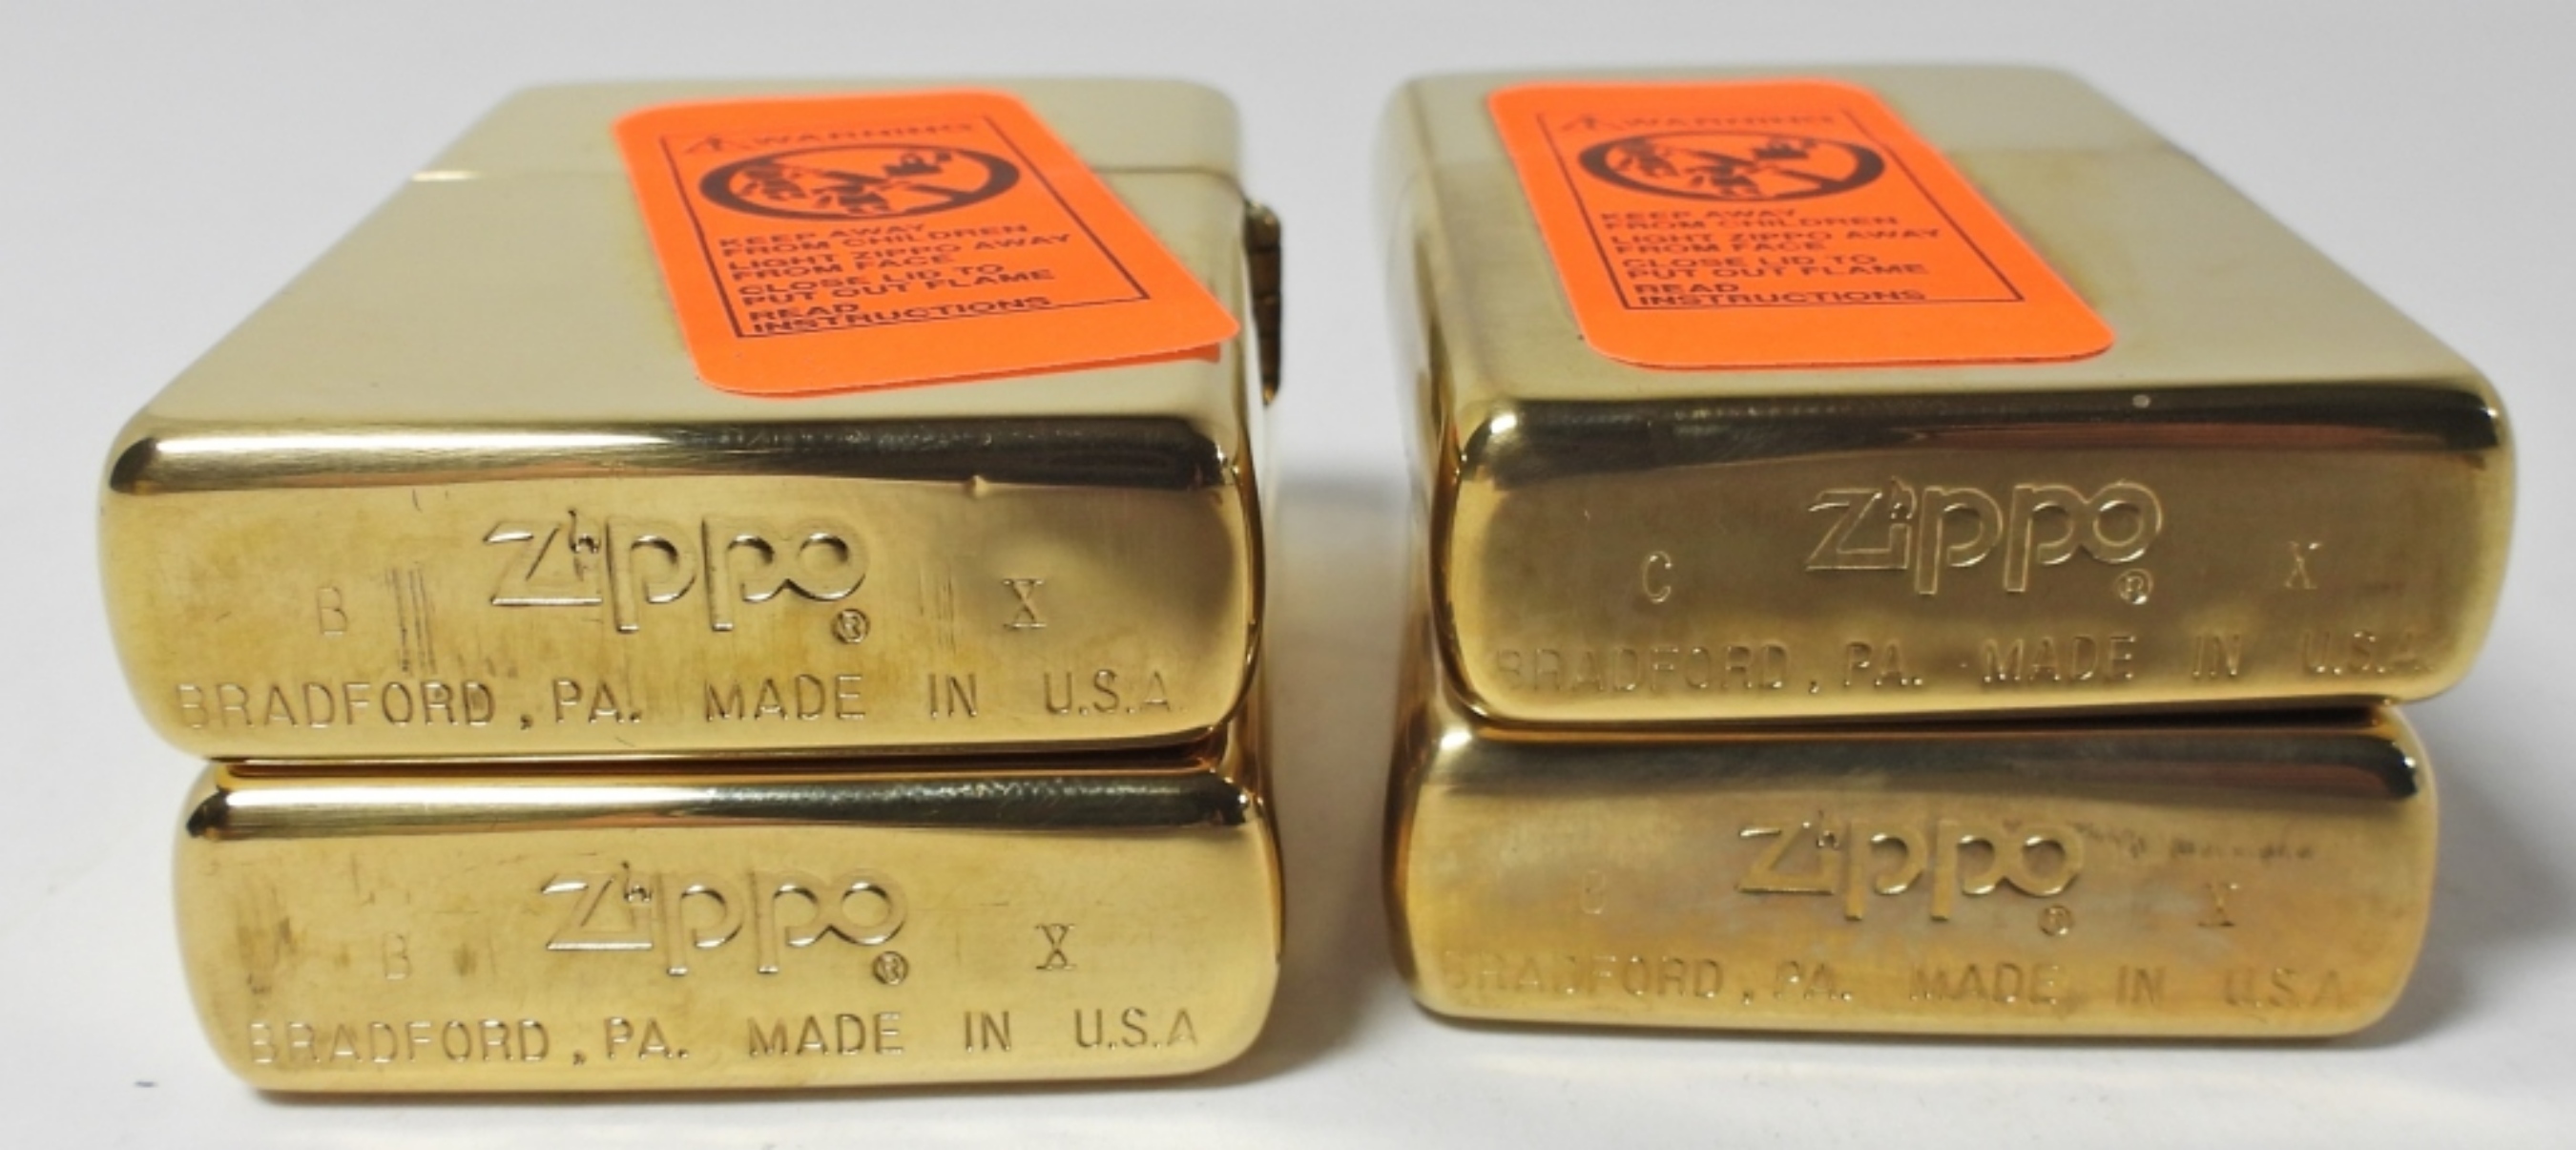 WARNING
KEEP AWAY
FROM CHILDREN
LIGHT ZIPPO AWAY
FROM FACE
CLOSE LID TO
PUT OUT FLAME
READ
INSTRUCTIONS
Zippo®
B X
BRADFORD, PA. MADE IN U.S.A.
Zippo®
B X
BRADFORD, PA. MADE IN U.S.A
WARNING
KEEP AWAY
FROM CHILDREN
LIGHT ZIPPO AWAY
FROM FACE
CLOSE LID TO
PUT OUT FLAME
READ
INSTRUCTIONS
Zippo®
C X
BRADFORD, PA. MADE IN U.S.A.
Zippo®
X
BRADFORD, PA. MADE IN U.S.A